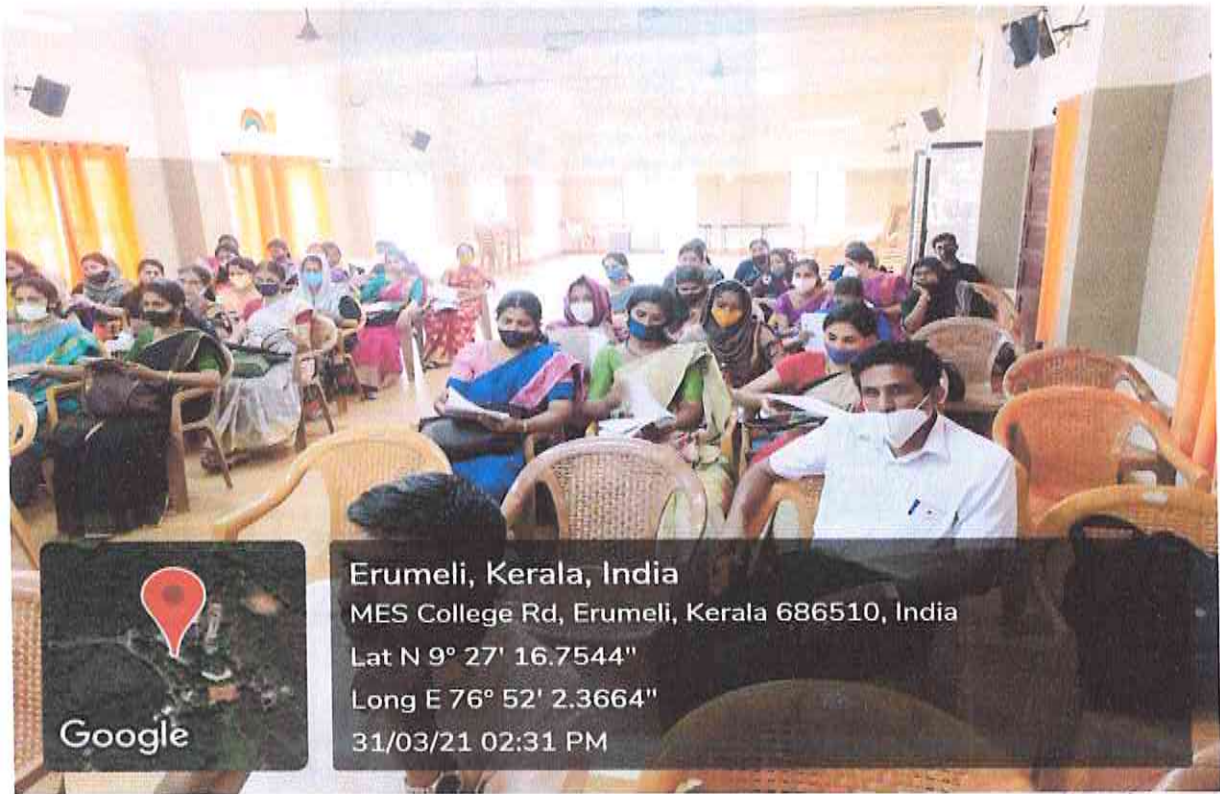 Erumeli, Kerala, India
MES College Rd, Erumeli, Kerala 686510, India
Lat N 9° 27' 16.7544"
Long E 76° 52' 2.3664"
31/03/21 02:31 PM
Google